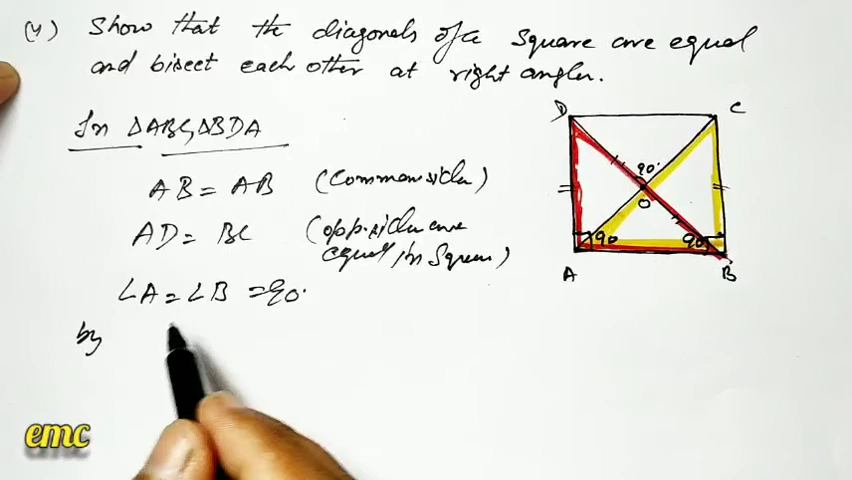 (4) Show that the diagonals of a square are equal
and bisect each other at right angles.
In ΔABC, ΔBDA
AB = AB (Common side)
AD = BC (opp. sides are
equal in Square)
∠A = ∠B = 90°
by
D C
90°
O
90 90
A B
emc